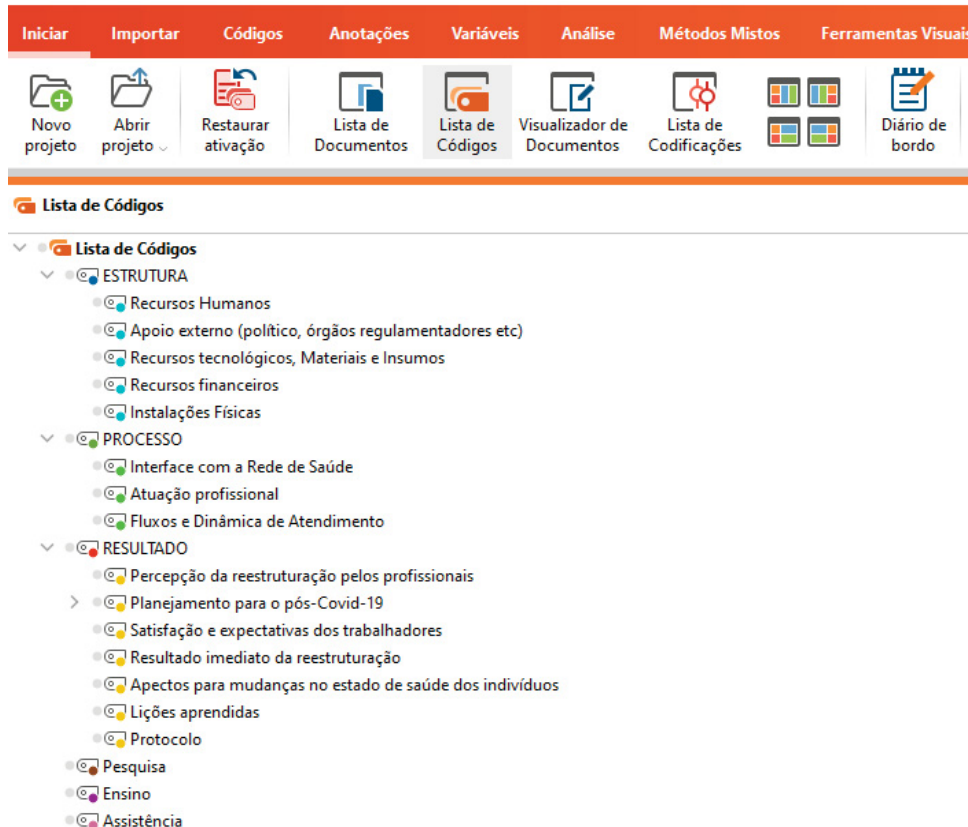 Iniciar Importar Códigos Anotações Variáveis Análise Métodos Mistos Ferramentas Visuais
Novo projeto Abrir projeto Restaurar ativação Lista de Documentos Lista de Códigos Visualizador de Documentos Lista de Codificações Diário de bordo
Lista de Códigos
Lista de Códigos
ESTRUTURA
Recursos Humanos
Apoio externo (político, órgãos regulamentadores etc)
Recursos tecnológicos, Materiais e Insumos
Recursos financeiros
Instalações Físicas
PROCESSO
Interface com a Rede de Saúde
Atuação profissional
Fluxos e Dinâmica de Atendimento
RESULTADO
Percepção da reestruturação pelos profissionais
Planejamento para o pós-Covid-19
Satisfação e expectativas dos trabalhadores
Resultado imediato da reestruturação
Apectos para mudanças no estado de saúde dos indivíduos
Lições aprendidas
Protocolo
Pesquisa
Ensino
Assistência